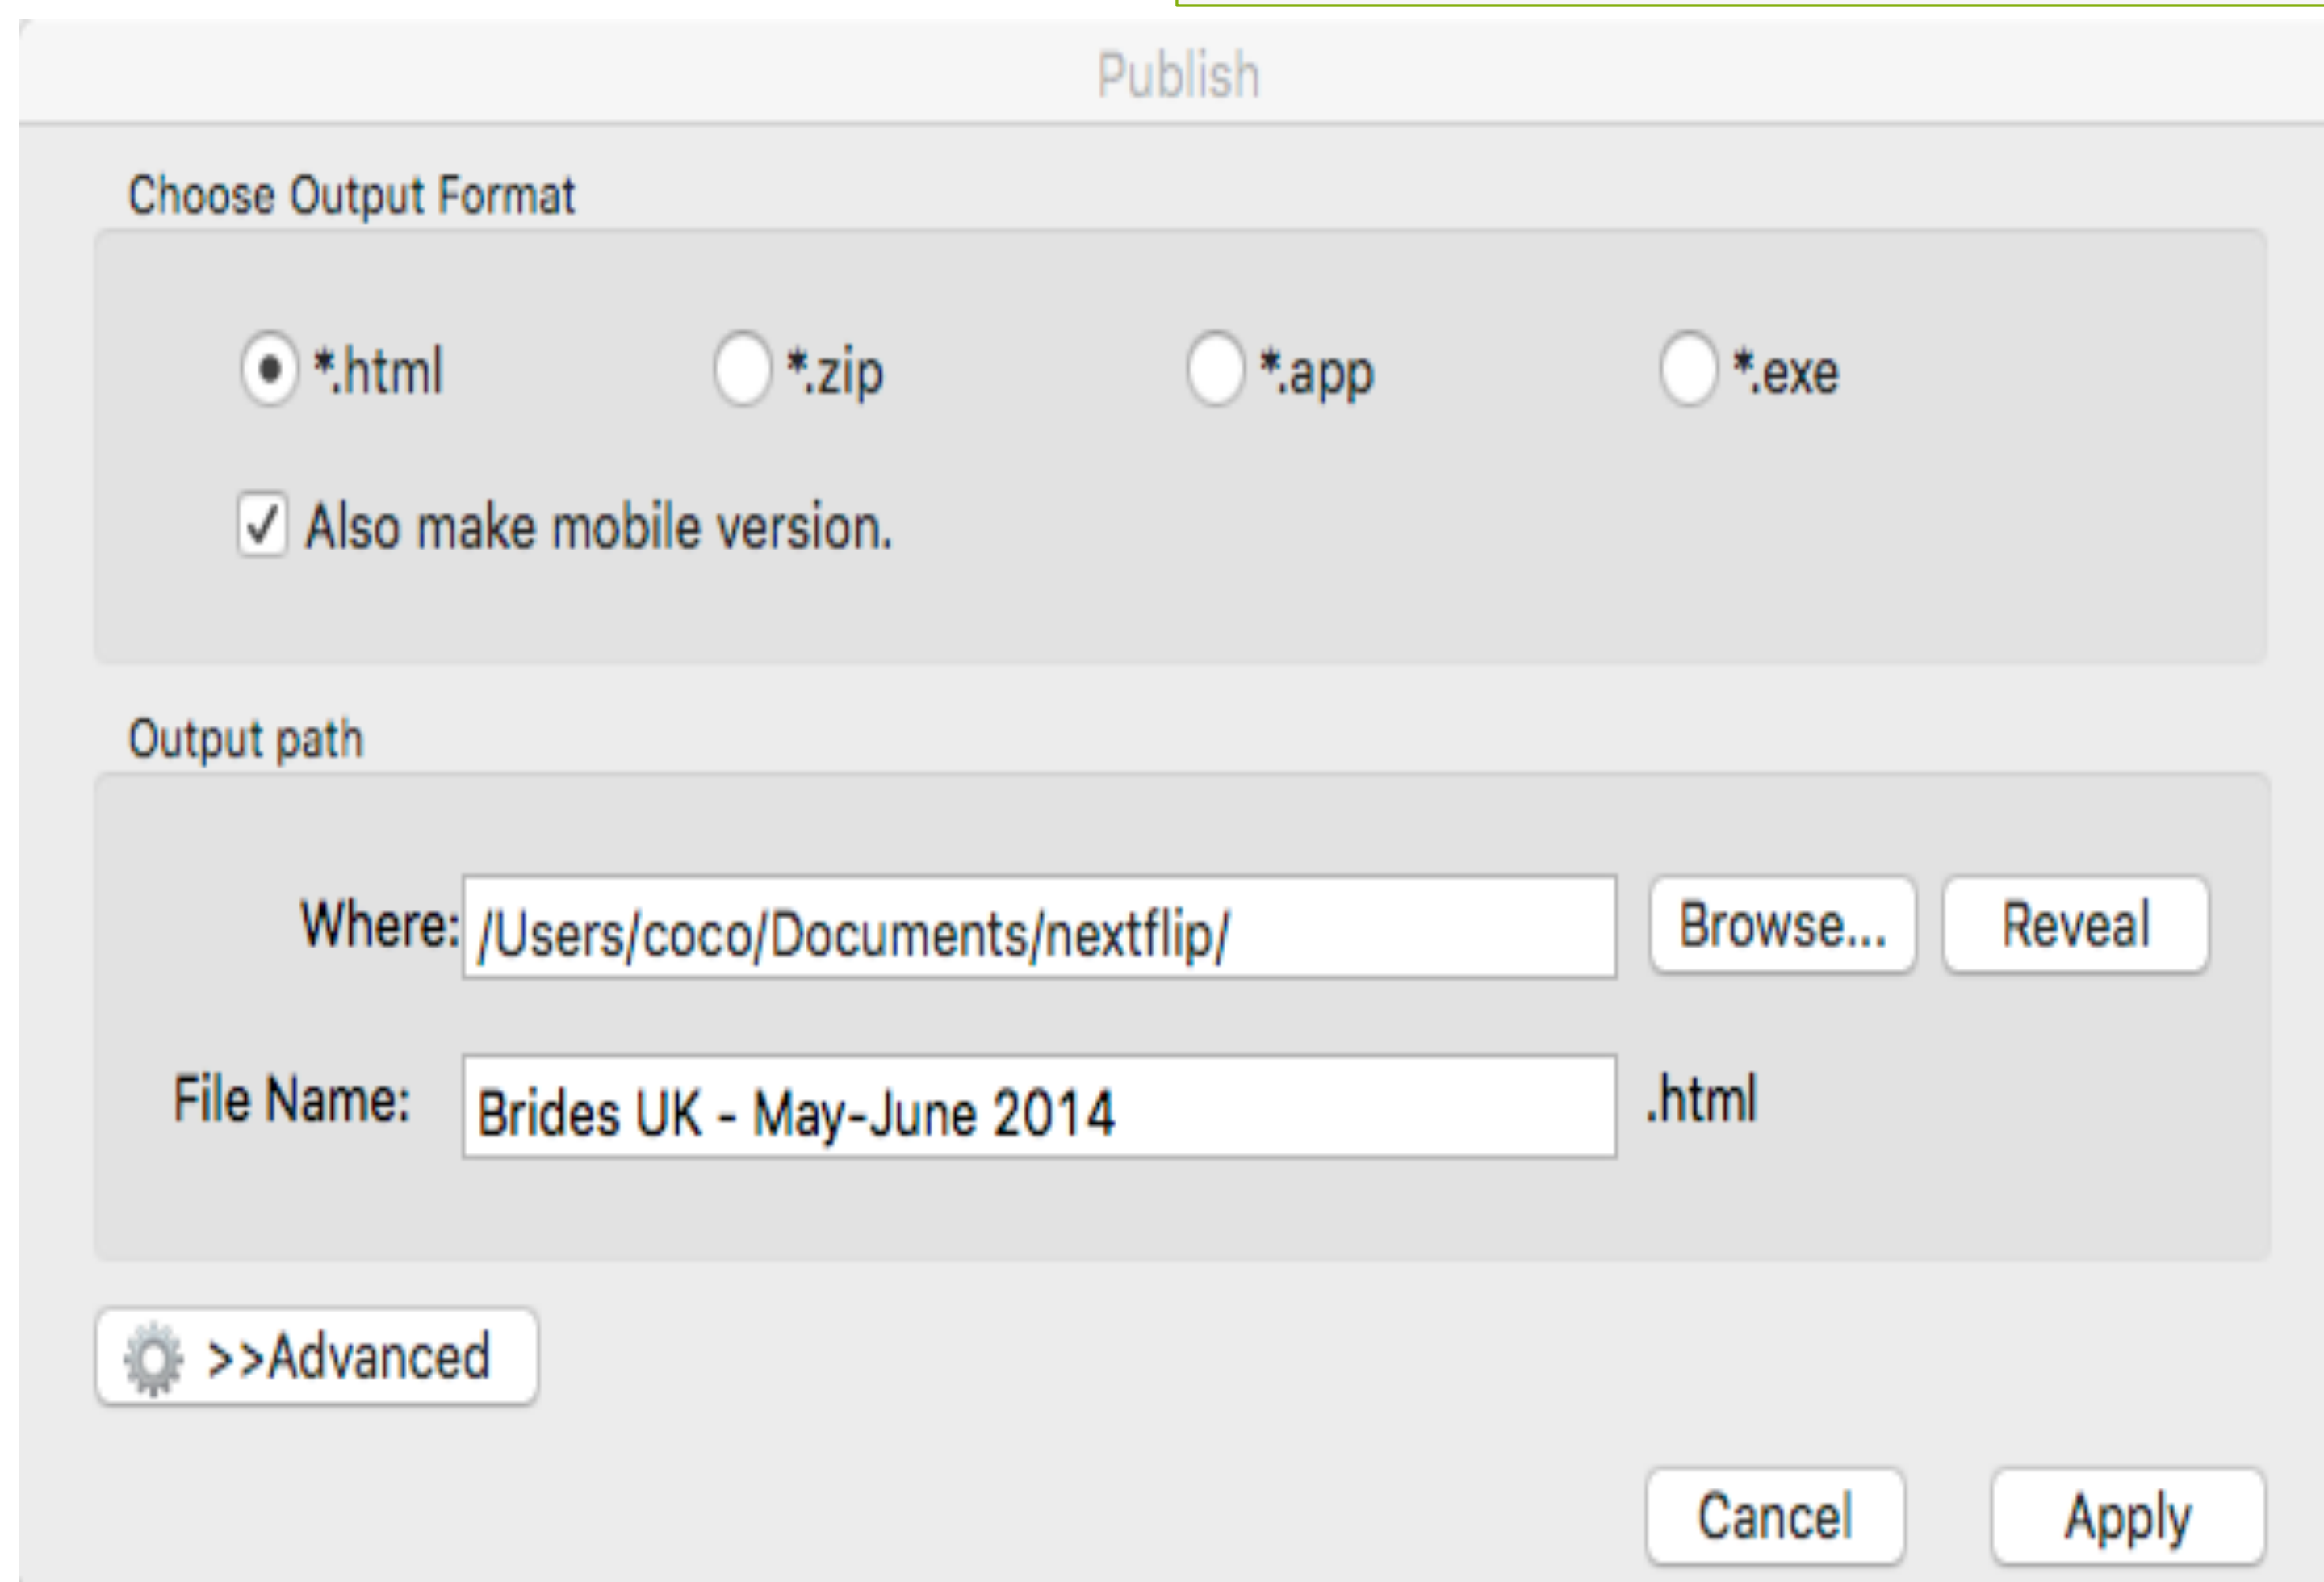 Publish
Choose Output Format
*.html *.zip *.app *.exe
Also make mobile version.
Output path
Where: /Users/coco/Documents/nextflip/ Browse... Reveal
File Name: Brides UK - May-June 2014 .html
>>Advanced
Cancel Apply